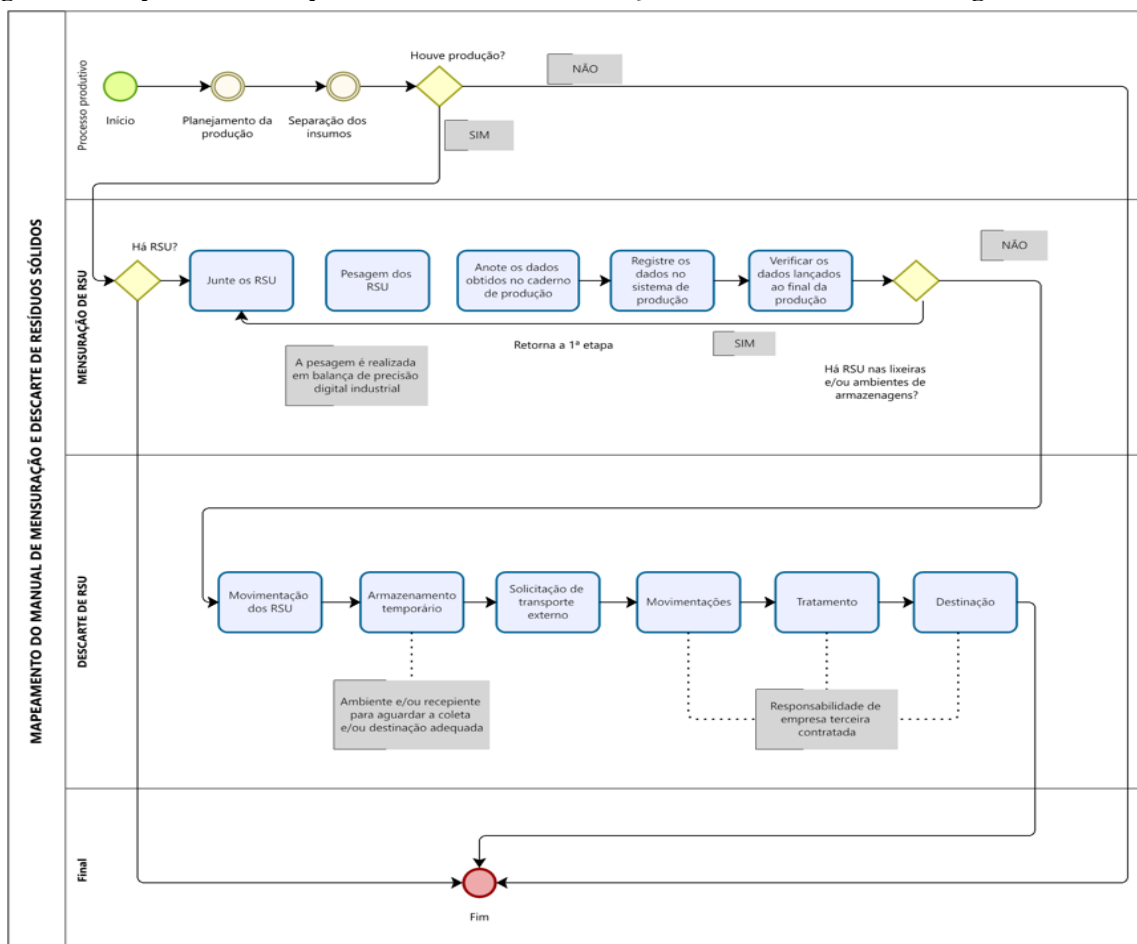 MAPEAMENTO DO MANUAL DE MENSURAÇÃO E DESCARTE DE RESÍDUOS SÓLIDOS
Processo produtivo
Início
Planejamento da
produção
Separação dos
insumos
Houve produção?
NÃO
SIM
MENSURAÇÃO DE RSU
Há RSU?
Junte os RSU
Pesagem dos
RSU
Anote os dados
obtidos no caderno
de produção
Registre os
dados no
sistema de
produção
Verificar os
dados lançados
ao final da
produção
NÃO
Retorna a 1ª etapa
SIM
A pesagem é realizada
em balança de precisão
digital industrial
Há RSU nas lixeiras
e/ou ambientes de
armazenagens?
DESCARTE DE RSU
Movimentação
dos RSU
Armazenamento
temporário
Solicitação de
transporte
externo
Movimentações
Tratamento
Destinação
Ambiente e/ou recepiente
para aguardar a coleta
e/ou destinação adequada
Responsabilidade de
empresa terceira
contratada
Final
Fim